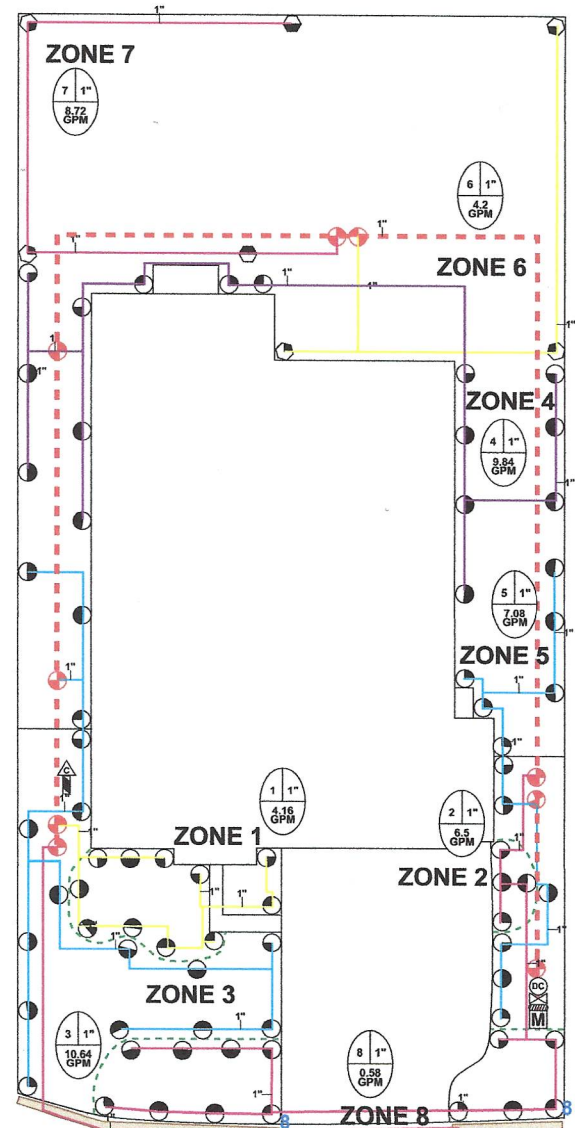 1"
ZONE 7
7 1"
8.72
GPM
6 1"
4.2
GPM
1"
1"
ZONE 6
1"
1"
1"
1"
1"
ZONE 4
4 1"
9.84
GPM
1"
5 1"
7.08
GPM
ZONE 5
1"
1"
1"
C
1"
1 1"
4.16
GPM
2 1"
6.5
GPM
1"
ZONE 1
1"
ZONE 2
1"
1"
1"
1"
ZONE 3
DC
M
3 1"
10.64
GPM
1"
8 1"
0.58
GPM
1"
1"
8
ZONE 8
8